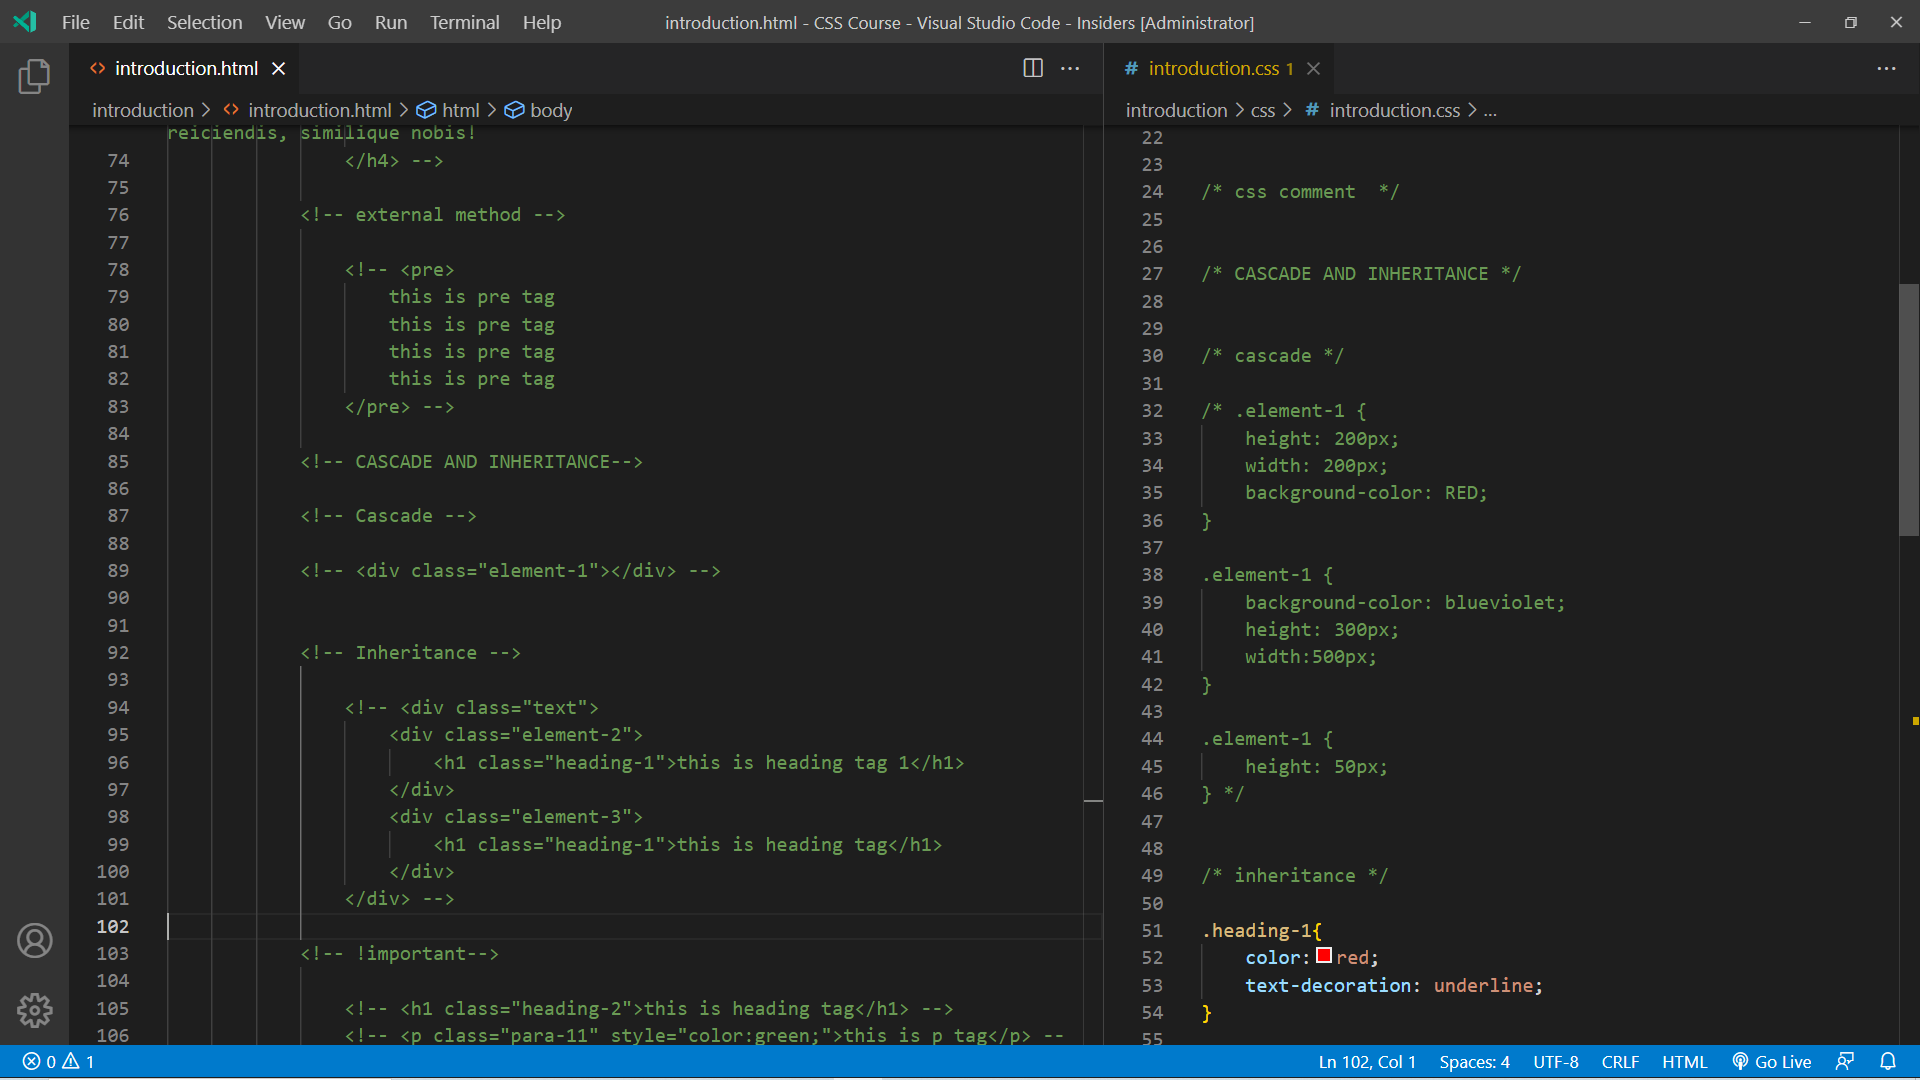 File Edit Selection View Go Run Terminal Help
introduction.html - CSS Course - Visual Studio Code - Insiders [Administrator]
introduction.html
introduction > introduction.html > html > body
reiciendis, similique nobis!
74 </h4> -->
75
76 <!-- external method -->
77
78 <!-- <pre>
79 this is pre tag
80 this is pre tag
81 this is pre tag
82 this is pre tag
83 </pre> -->
84
85 <!-- CASCADE AND INHERITANCE-->
86
87 <!-- Cascade -->
88
89 <!-- <div class="element-1"></div> -->
90
91
92 <!-- Inheritance -->
93
94 <!-- <div class="text">
95 <div class="element-2">
96 <h1 class="heading-1">this is heading tag 1</h1>
97 </div>
98 <div class="element-3">
99 <h1 class="heading-1">this is heading tag</h1>
100 </div>
101 </div> -->
102
103 <!-- !important-->
104
105 <!-- <h1 class="heading-2">this is heading tag</h1> -->
106 <!-- <p class="para-11" style="color:green;">this is p tag</p> --
# introduction.css 1
introduction > css > # introduction.css > ...
22
23
24 /* css comment  */
25
26
27 /* CASCADE AND INHERITANCE */
28
29
30 /* cascade */
31
32 /* .element-1 {
33 height: 200px;
34 width: 200px;
35 background-color: RED;
36 }
37
38 .element-1 {
39 background-color: blueviolet;
40 height: 300px;
41 width:500px;
42 }
43
44 .element-1 {
45 height: 50px;
46 } */
47
48
49 /* inheritance */
50
51 .heading-1{
52 color: red;
53 text-decoration: underline;
54 }
55
0 1
Ln 102, Col 1 Spaces: 4 UTF-8 CRLF HTML Go Live